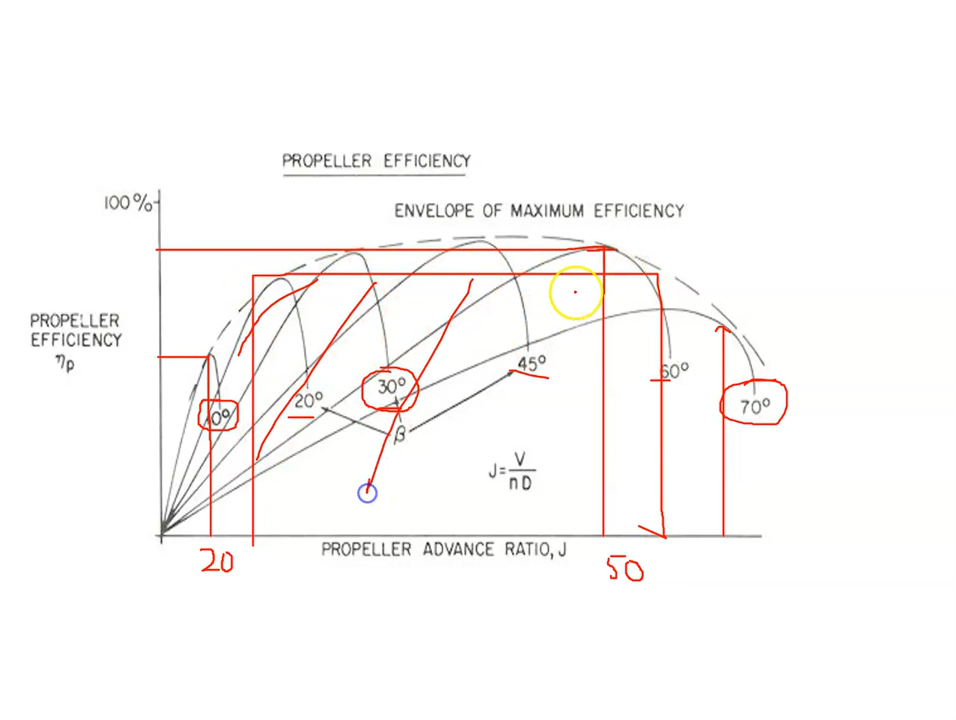 PROPELLER EFFICIENCY
100%
ENVELOPE OF MAXIMUM EFFICIENCY
PROPELLER
EFFICIENCY
ηp
0°
20°
30°
45°
60°
70°
β
J=V/nD
PROPELLER ADVANCE RATIO, J
20
50